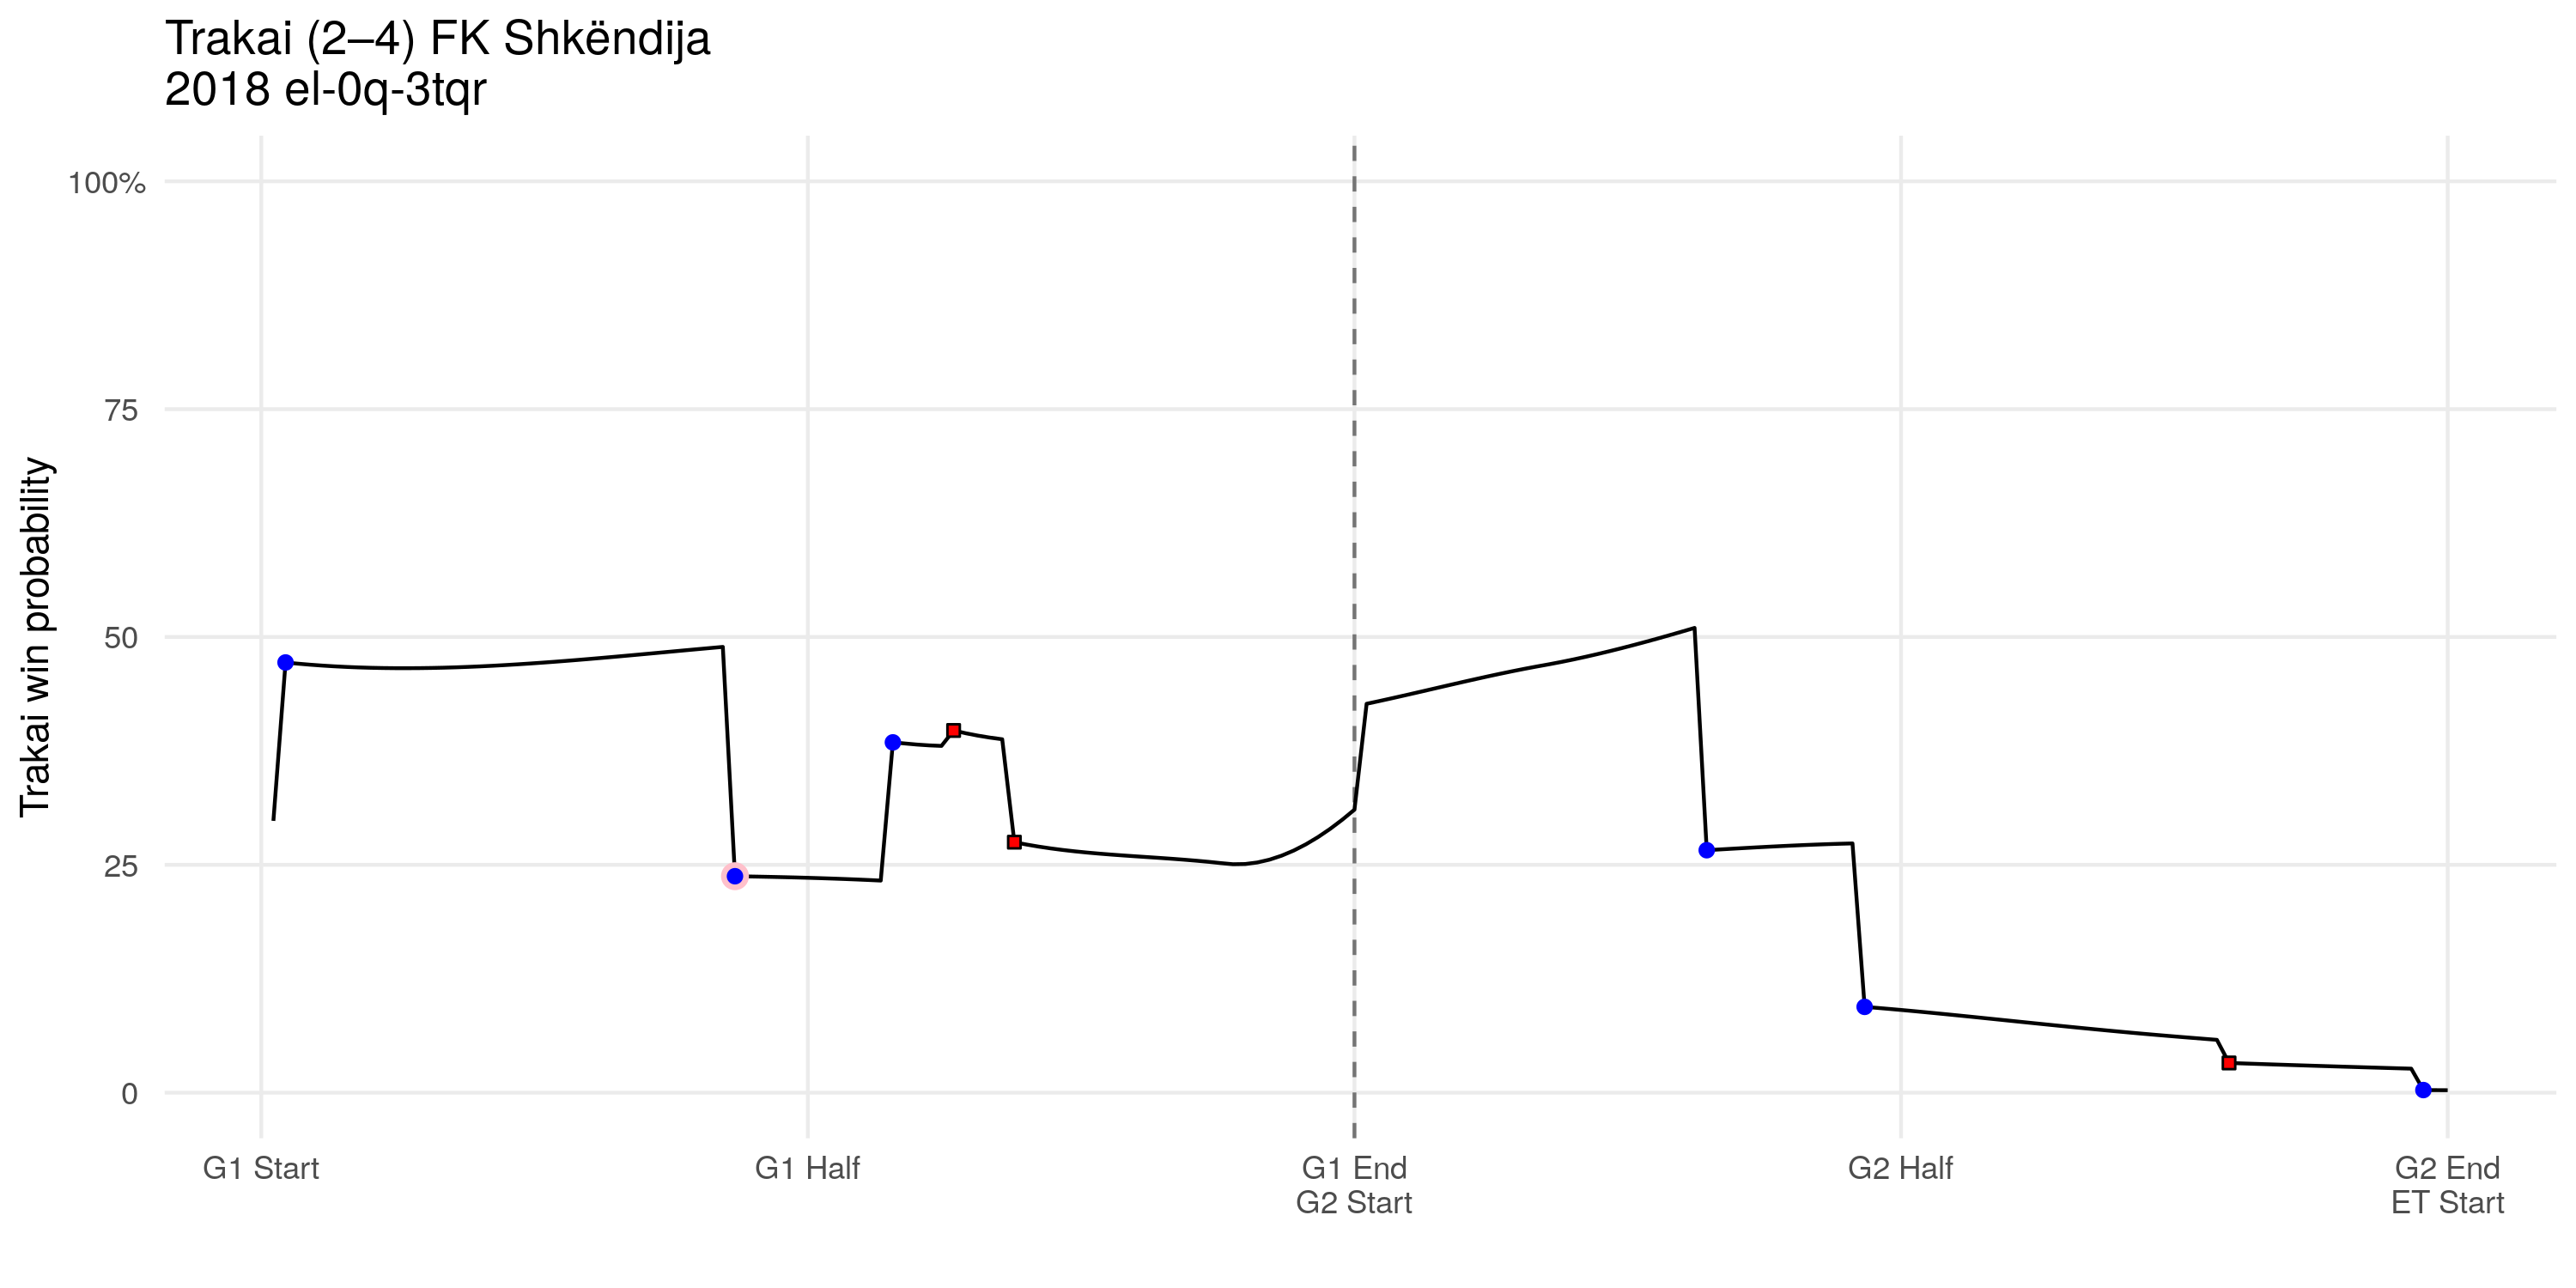 Trakai (2–4) FK Shkëndija
2018 el-0q-3tqr
Trakai win probability
100%
75
50
25
0
G1 Start
G1 Half
G1 End
G2 Start
G2 Half
G2 End
ET Start